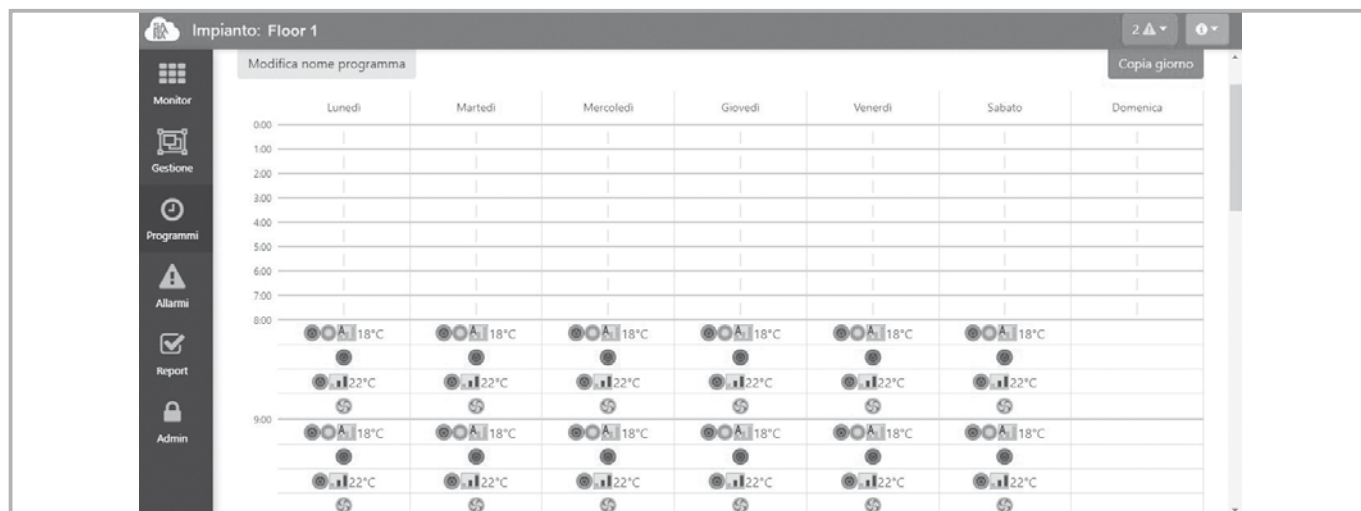 Impianto: Floor 1
2
Modifica nome programma
Copia giorno
Monitor
Gestione
Programmi
Allarmi
Report
Admin
Lunedì Martedì Mercoledì Giovedì Venerdì Sabato Domenica
0:00
1:00
2:00
3:00
4:00
5:00
6:00
7:00
8:00
A 18°C A 18°C A 18°C A 18°C A 18°C A 18°C
22°C 22°C 22°C 22°C 22°C 22°C
9:00
A 18°C A 18°C A 18°C A 18°C A 18°C A 18°C
22°C 22°C 22°C 22°C 22°C 22°C